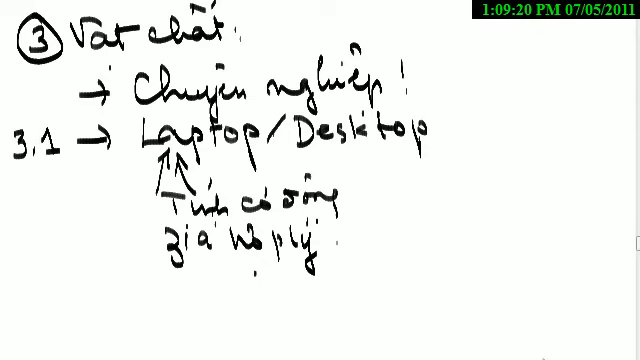 1:09:20 PM 07/05/2011
③ Vật chất:
→ Chuyên nghiệp!
3.1 → Laptop/Desktop
Tính cơ động
giá hợp lý